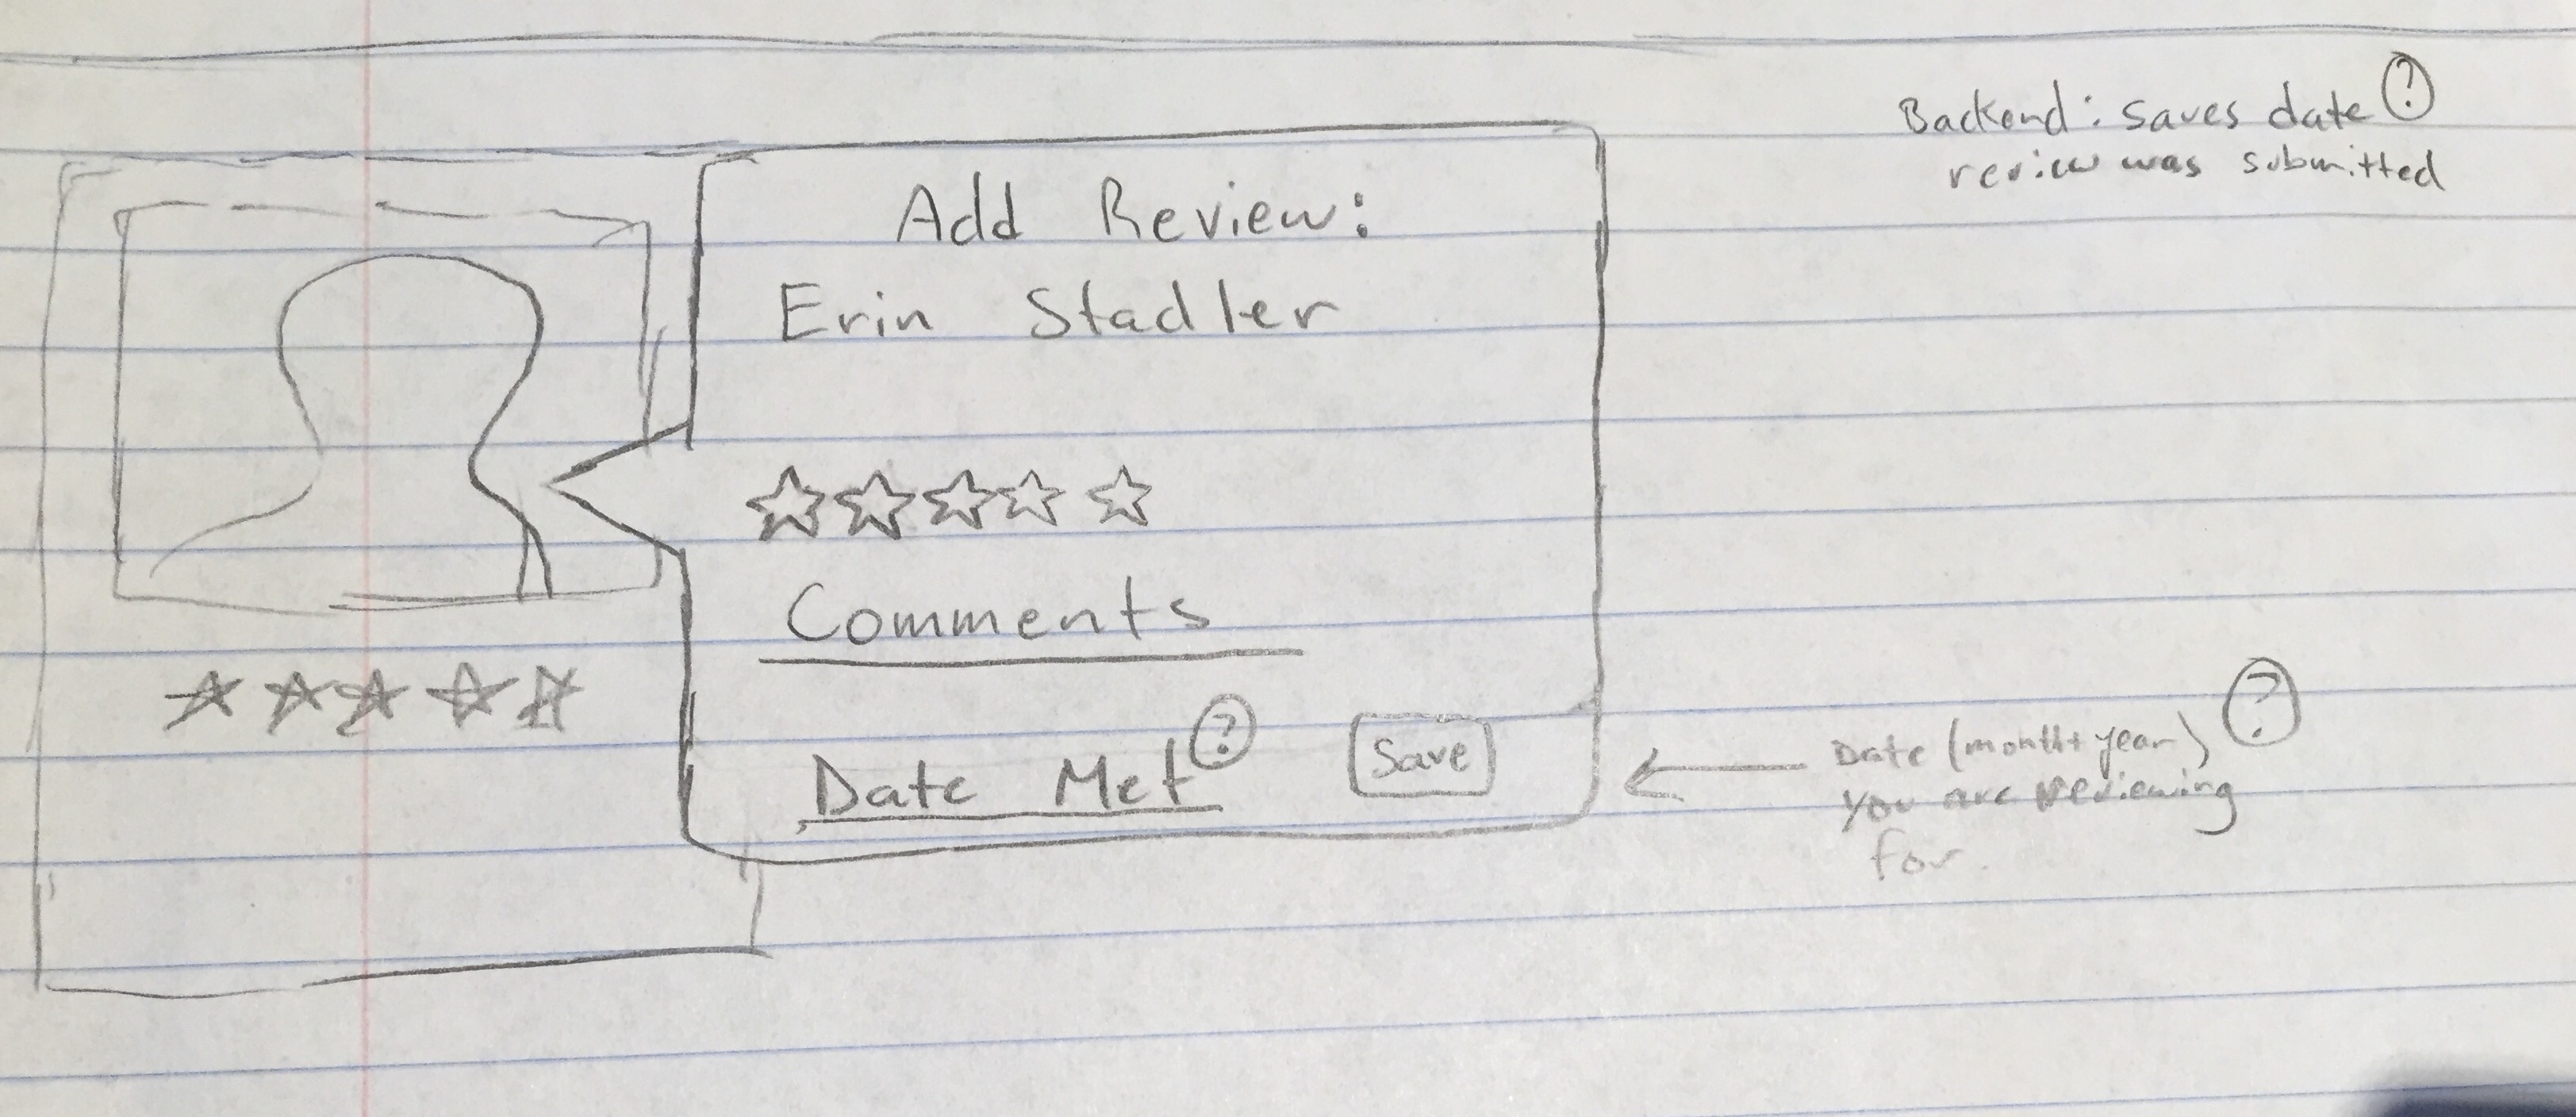 Backend: saves date ?
review was submitted
Add Review:
Erin Stadler
Comments
Date Met ?
Save
Date (month + year) ?
you are reviewing
for.